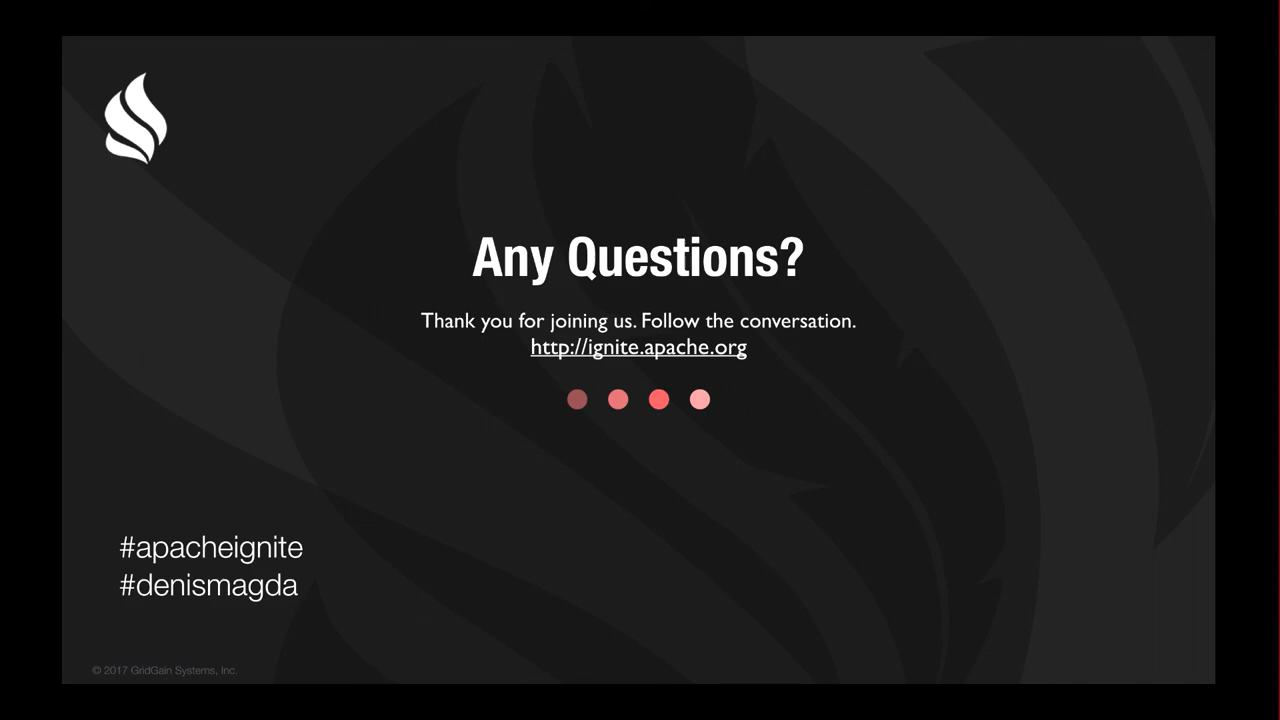 Any Questions?
Thank you for joining us. Follow the conversation.
http://ignite.apache.org
#apacheignite
#denismagda
© 2017 GridGain Systems, Inc.